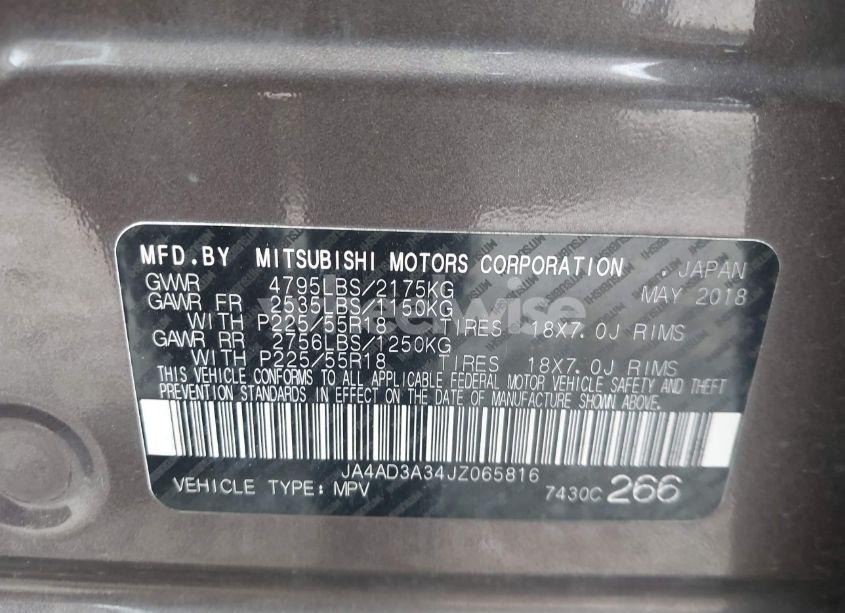 MFD.BY MITSUBISHI MOTORS CORPORATION JAPAN
GVWR 4795LBS/2175KG MAY 2018
GAWR FR 2535LBS/1150KG
WITH P225/55R18 TIRES 18X7.0J RIMS
GAWR RR 2756LBS/1250KG
WITH P225/55R18 TIRES 18X7.0J RIMS
THIS VEHICLE CONFORMS TO ALL APPLICABLE FEDERAL MOTOR VEHICLE SAFETY AND THEFT
PREVENTION STANDARDS IN EFFECT ON THE DATE OF MANUFACTURE SHOWN ABOVE.
JA4AD3A34JZ065816
VEHICLE TYPE: MPV 7430C 266